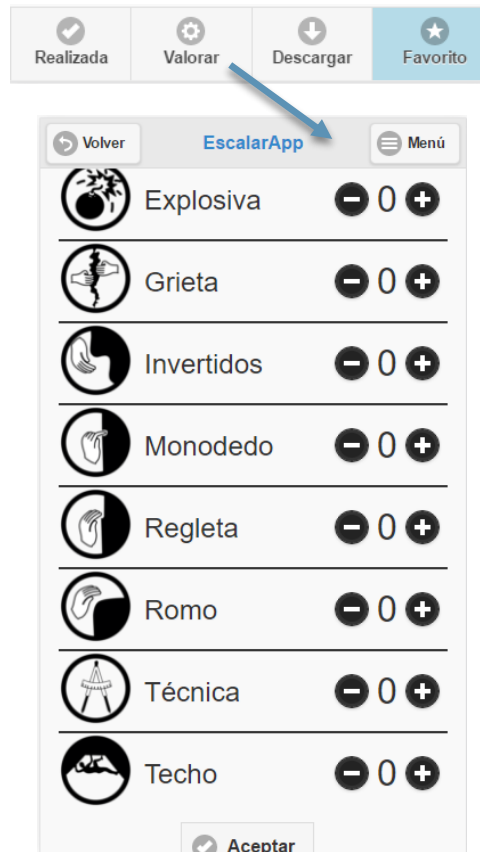 Realizada Valorar Descargar Favorito
Volver EscalarApp Menú
Explosiva 0
Grieta 0
Invertidos 0
Monodedo 0
Regleta 0
Romo 0
Técnica 0
Techo 0
Aceptar